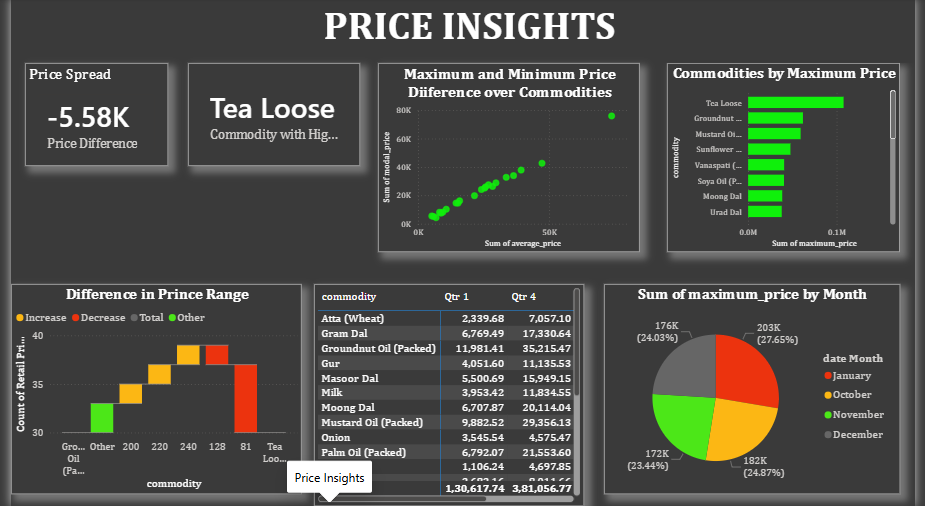 PRICE INSIGHTS
Price Spread
-5.58K
Price Difference
Tea Loose
Commodity with Hig...
Maximum and Minimum Price
Difference over Commodities
80K
60K
40K
20K
0K
Sum of modal_price
0K
50K
Sum of average_price
Commodities by Maximum Price
commodity
Tea Loose
Groundnut ...
Mustard Oi...
Sunflower ...
Vanaspati (...
Soya Oil (P...
Moong Dal
Urad Dal
0.0M
0.1M
Sum of maximum_price
Difference in Prince Range
Increase
Decrease
Total
Other
Count of Retail Pri...
40
35
30
Gro... Other 200 220 240 128 81 Tea
Oil
Loo...
(Pa...
commodity
commodity Qtr 1 Qtr 4
Atta (Wheat) 2,339.68 7,057.10
Gram Dal 6,769.49 17,330.64
Groundnut Oil (Packed) 11,981.41 35,215.47
Gur 4,051.60 11,135.53
Masoor Dal 5,500.69 15,949.15
Milk 3,953.42 11,834.55
Moong Dal 6,707.87 20,114.04
Mustard Oil (Packed) 9,882.52 29,356.13
Onion 3,545.54 4,575.47
Palm Oil (Packed) 6,792.07 21,553.60
1,106.24 4,697.85
1,30,617.74 3,81,056.77
Price Insights
Sum of maximum_price by Month
176K
(24.03%)
203K
(27.65%)
172K
(23.44%)
182K
(24.87%)
date Month
January
October
November
December